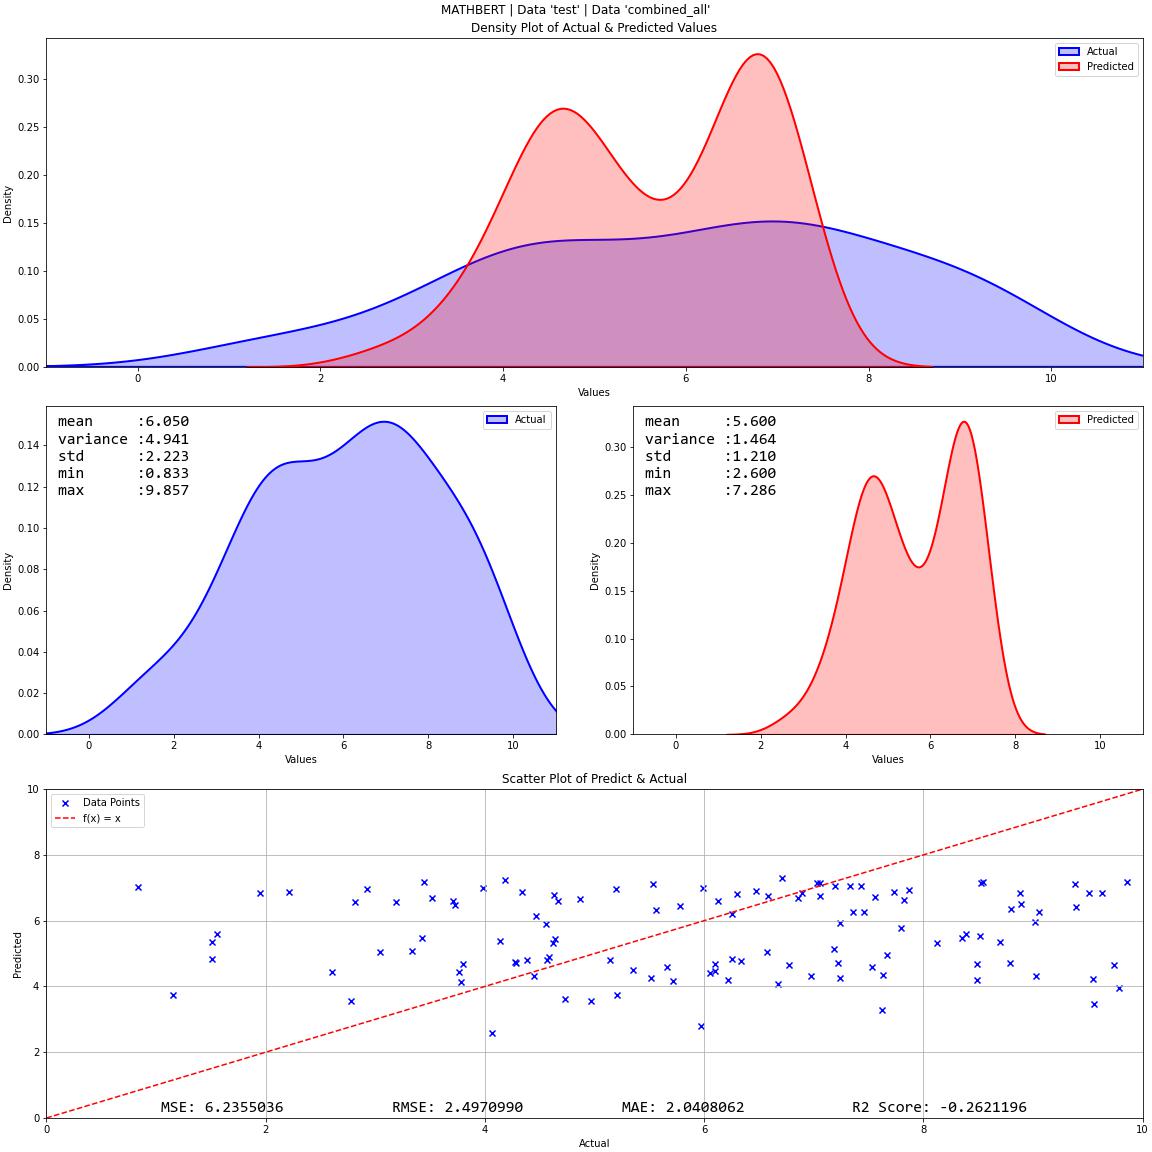 MATHBERT | Data 'test' | Data 'combined_all'
Density Plot of Actual & Predicted Values
Actual
Predicted
0.30
0.25
0.20
0.15
0.10
0.05
0.00
Density
0 2 4 6 8 10
Values
mean :6.050
variance :4.941
std :2.223
min :0.833
max :9.857
Actual
0.14
0.12
0.10
0.08
0.06
0.04
0.02
0.00
Density
0 2 4 6 8 10
Values
mean :5.600
variance :1.464
std :1.210
min :2.600
max :7.286
Predicted
0.30
0.25
0.20
0.15
0.10
0.05
0.00
Density
0 2 4 6 8 10
Values
Scatter Plot of Predict & Actual
Data Points
f(x) = x
10
8
6
4
2
0
Predicted
MSE: 6.2355036 RMSE: 2.4970990 MAE: 2.0408062 R2 Score: -0.2621196
0 2 4 6 8 10
Actual